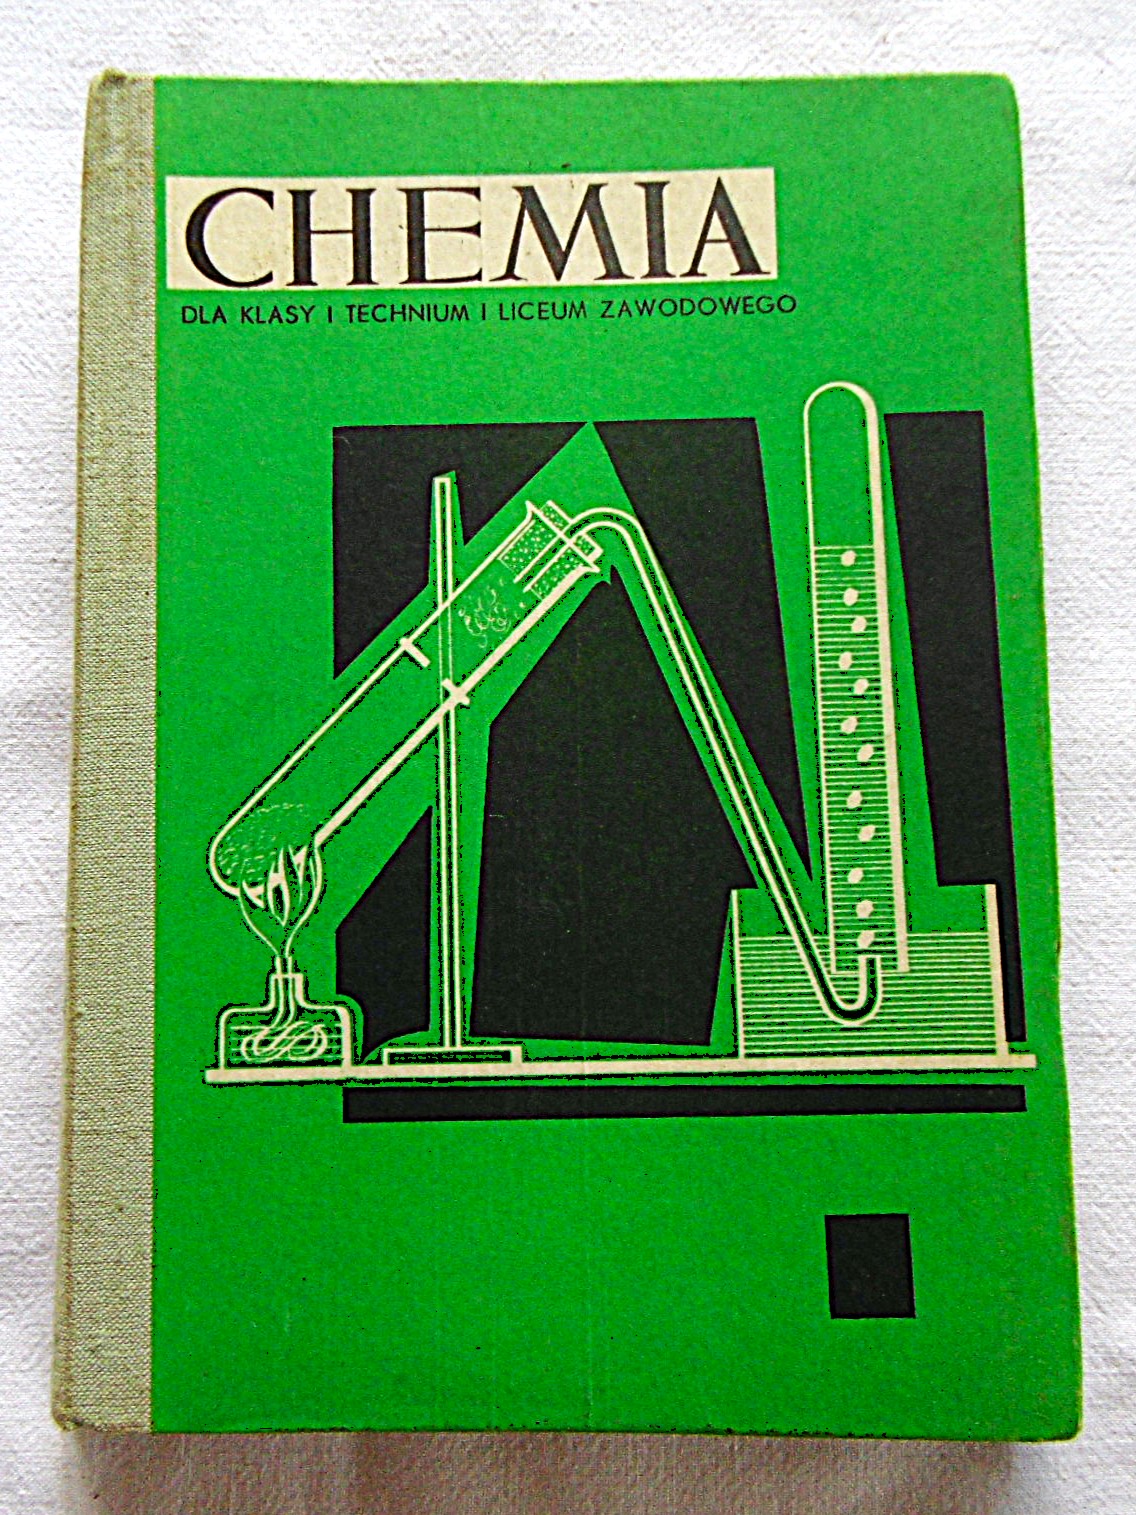 CHEMIA
DLA KLASY I TECHNIUM I LICEUM ZAWODOWEGO